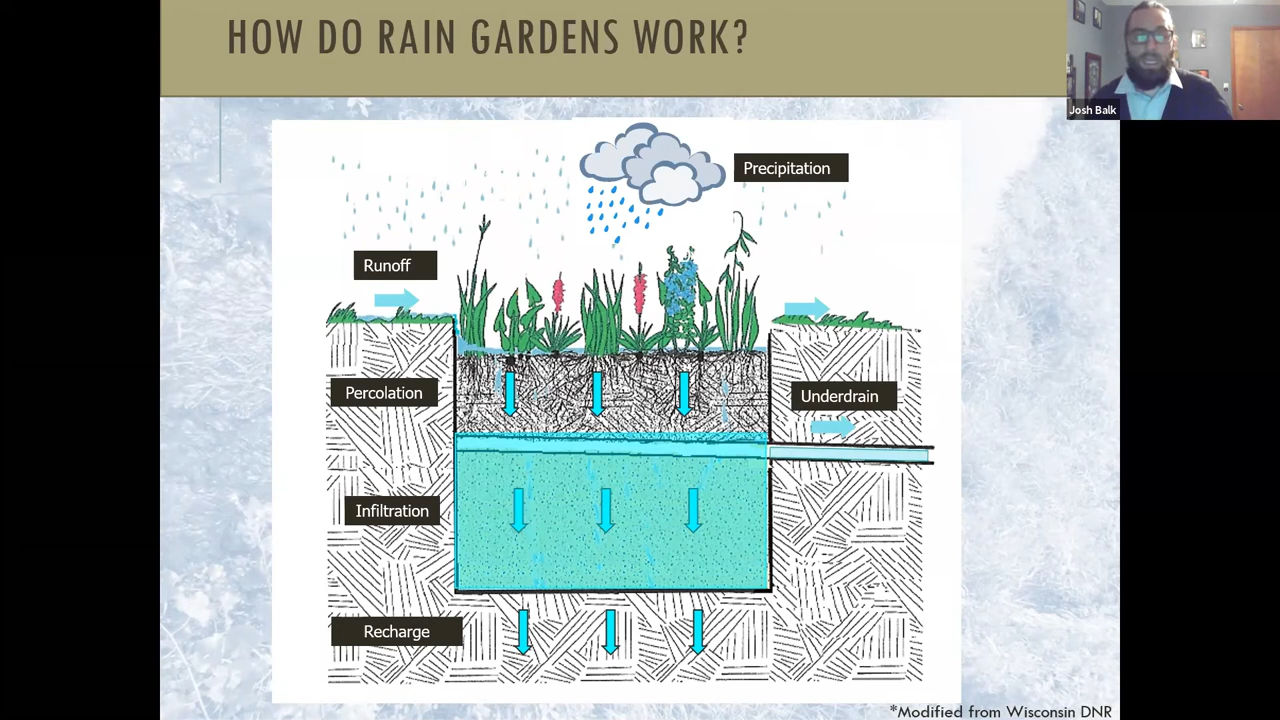 HOW DO RAIN GARDENS WORK?
Josh Balk
Precipitation
Runoff
Percolation
Underdrain
Infiltration
Recharge
*Modified from Wisconsin DNR